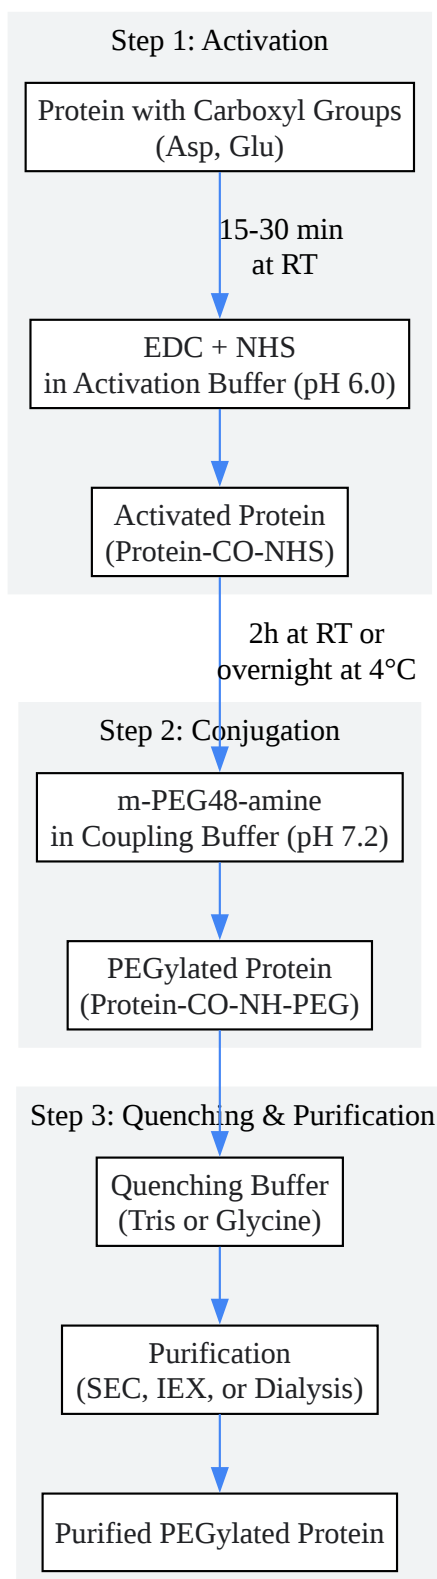 Step 1: Activation
Protein with Carboxyl Groups
(Asp, Glu)
15-30 min
at RT
EDC + NHS
in Activation Buffer (pH 6.0)
Activated Protein
(Protein-CO-NHS)
2h at RT or
overnight at 4°C
Step 2: Conjugation
m-PEG48-amine
in Coupling Buffer (pH 7.2)
PEGylated Protein
(Protein-CO-NH-PEG)
Step 3: Quenching & Purification
Quenching Buffer
(Tris or Glycine)
Purification
(SEC, IEX, or Dialysis)
Purified PEGylated Protein